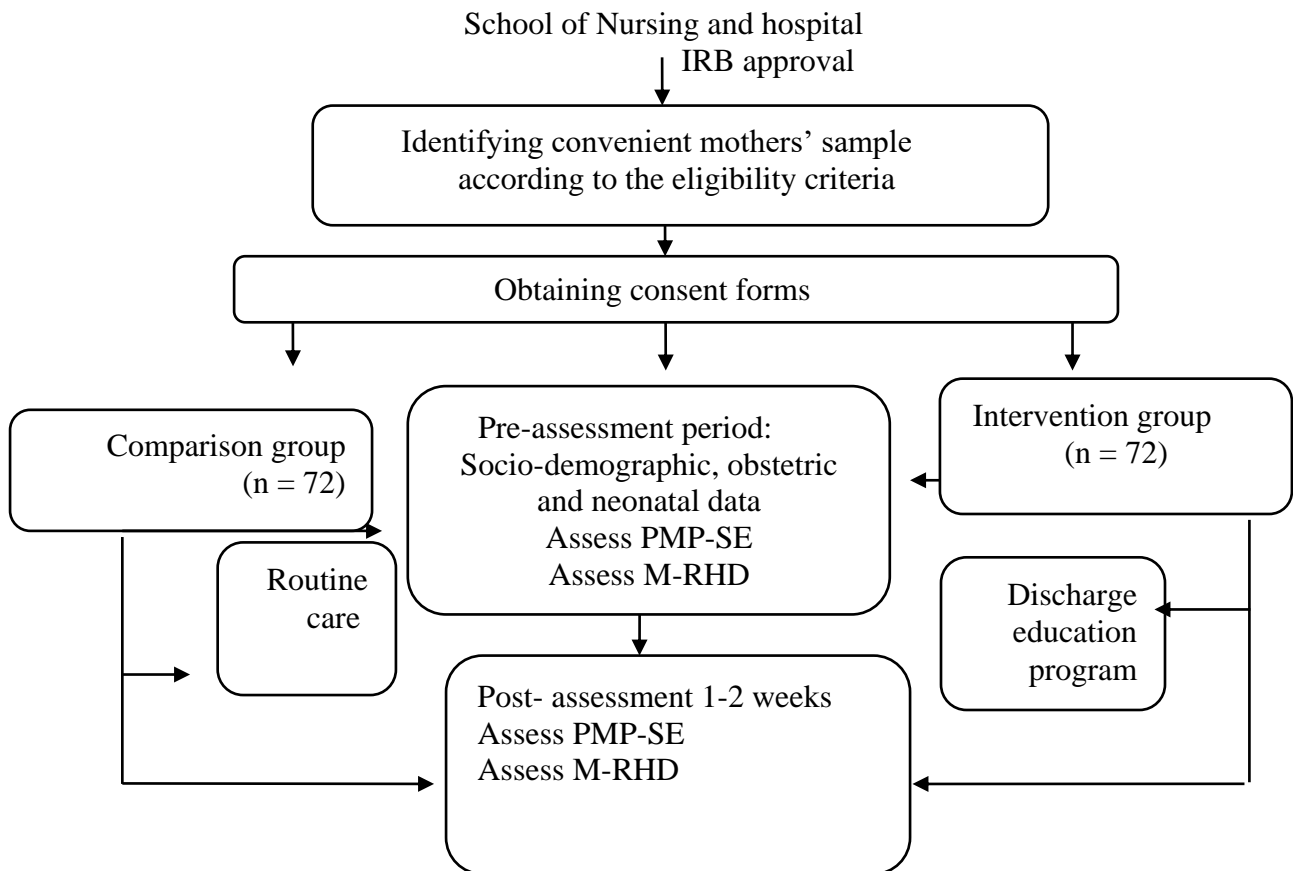 School of Nursing and hospital
IRB approval
Identifying convenient mothers’ sample
according to the eligibility criteria
Obtaining consent forms
Comparison group
(n = 72)
Pre-assessment period:
Socio-demographic, obstetric
and neonatal data
Assess PMP-SE
Assess M-RHD
Intervention group
(n = 72)
Routine
care
Discharge
education
program
Post- assessment 1-2 weeks
Assess PMP-SE
Assess M-RHD